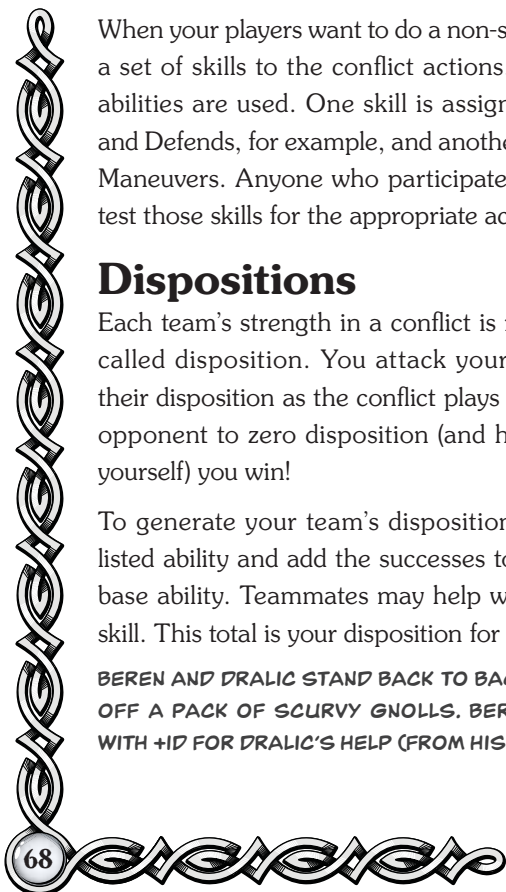 When your players want to do a non-s
a set of skills to the conflict actions.
abilities are used. One skill is assign
and Defends, for example, and anothe
Maneuvers. Anyone who participate
test those skills for the appropriate ac
Dispositions
Each team's strength in a conflict is
called disposition. You attack your
their disposition as the conflict plays
opponent to zero disposition (and h
yourself) you win!
To generate your team's disposition
listed ability and add the successes to
base ability. Teammates may help w
skill. This total is your disposition for
BEREN AND DRALIC STAND BACK TO BAC
OFF A PACK OF SCURVY GNOLLS. BER
WITH +1D FOR DRALIC'S HELP (FROM HIS
68